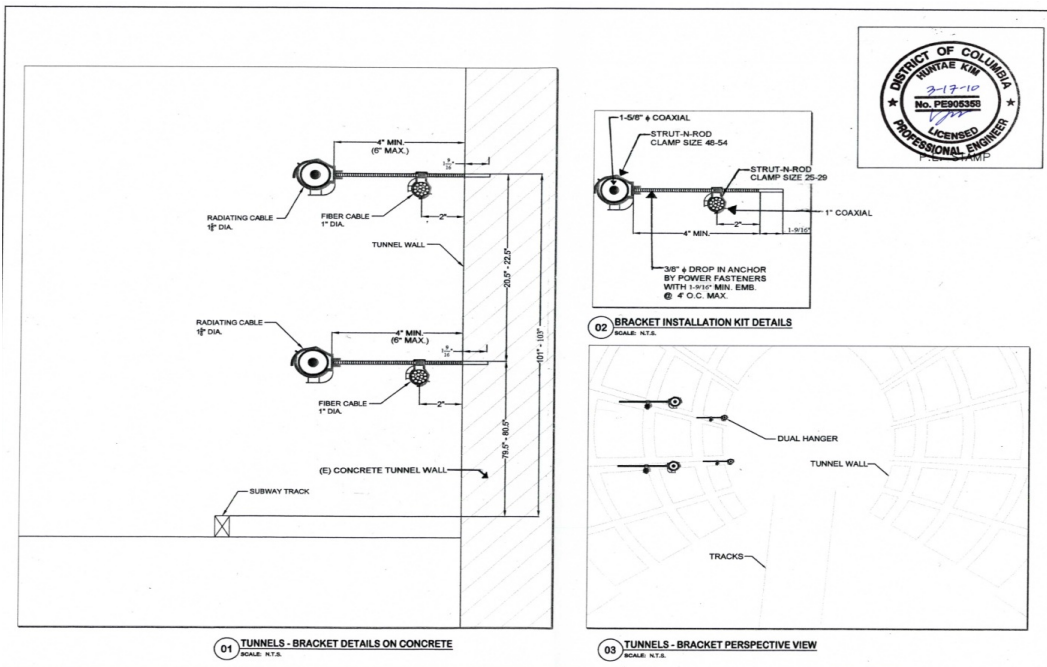 4" MIN.
(6" MAX.)
1 9/16"
RADIATING CABLE
FIBER CABLE
1" DIA.
2"
TUNNEL WALL
20.5" - 22.5"
RADIATING CABLE
4" MIN.
(6" MAX.)
1 9/16"
101" - 103"
FIBER CABLE
1" DIA.
2"
79.5" - 80.5"
(E) CONCRETE TUNNEL WALL
SUBWAY TRACK
01 TUNNELS - BRACKET DETAILS ON CONCRETE
SCALE: N.T.S.
1-5/8" ϕ COAXIAL
STRUT-N-ROD
CLAMP SIZE 48-54
STRUT-N-ROD
CLAMP SIZE 25-29
1" COAXIAL
2"
4" MIN.
1-9/16"
3/8" ϕ DROP IN ANCHOR
BY POWER FASTENERS
WITH 1-9/16" MIN. EMB.
@ 4' O.C. MAX.
02 BRACKET INSTALLATION KIT DETAILS
SCALE: N.T.S.
DUAL HANGER
TUNNEL WALL
TRACKS
03 TUNNELS - BRACKET PERSPECTIVE VIEW
SCALE: N.T.S.
DISTRICT OF COLUMBIA
HUNTAE KIM
3-17-10
No. PE905358
LICENSED
PROFESSIONAL ENGINEER
P.E. STAMP